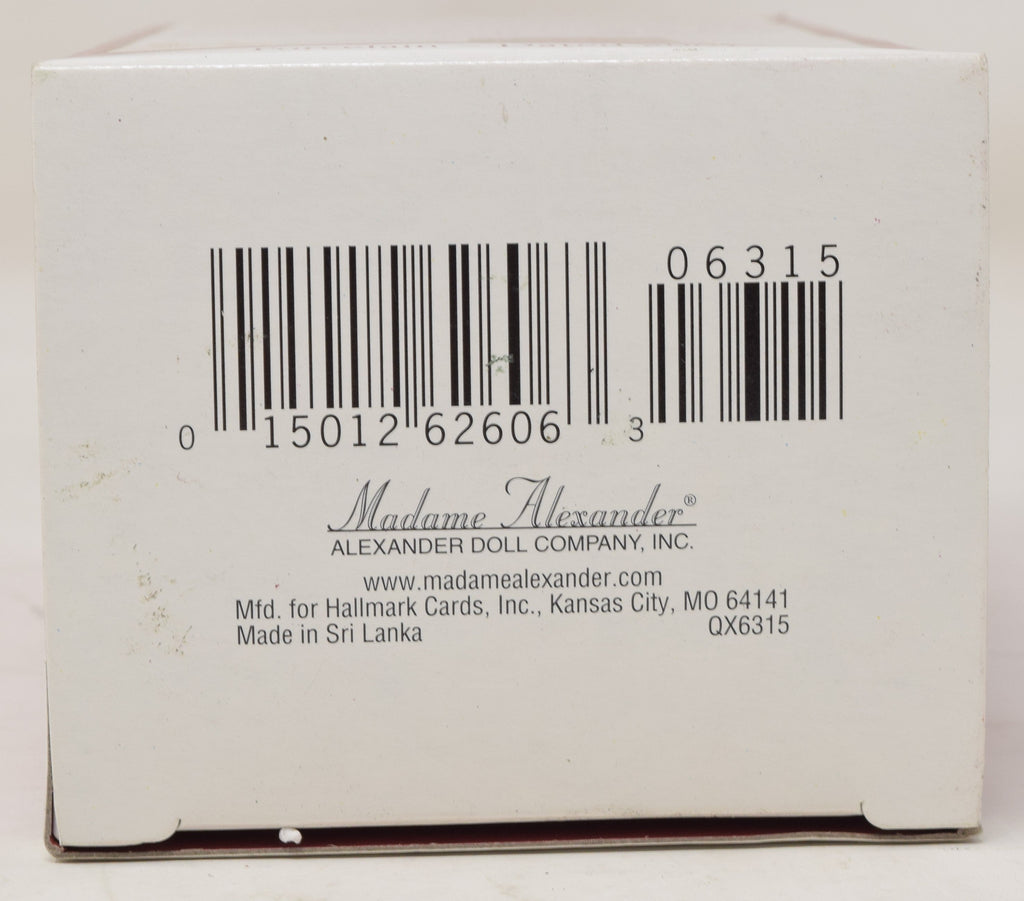 06315
0 15012 62606 3
Madame Alexander®
ALEXANDER DOLL COMPANY, INC.
www.madamealexander.com
Mfd. for Hallmark Cards, Inc., Kansas City, MO 64141
Made in Sri Lanka QX6315